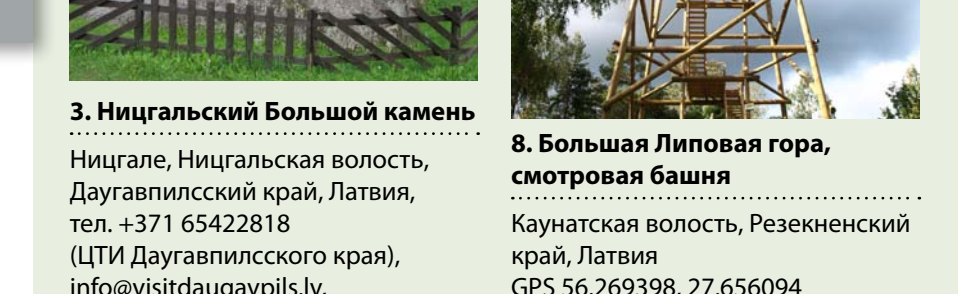 3. Ницгальский Большой камень
Ницгале, Ницгальская волость,
Даугавпилсский край, Латвия,
тел. +371 65422818
(ЦТИ Даугавпилсского края),
info@visitdaugavpils.lv,
8. Большая Липовая гора,
смотровая башня
Каунатская волость, Резекненский
край, Латвия
GPS 56.269398, 27.656094